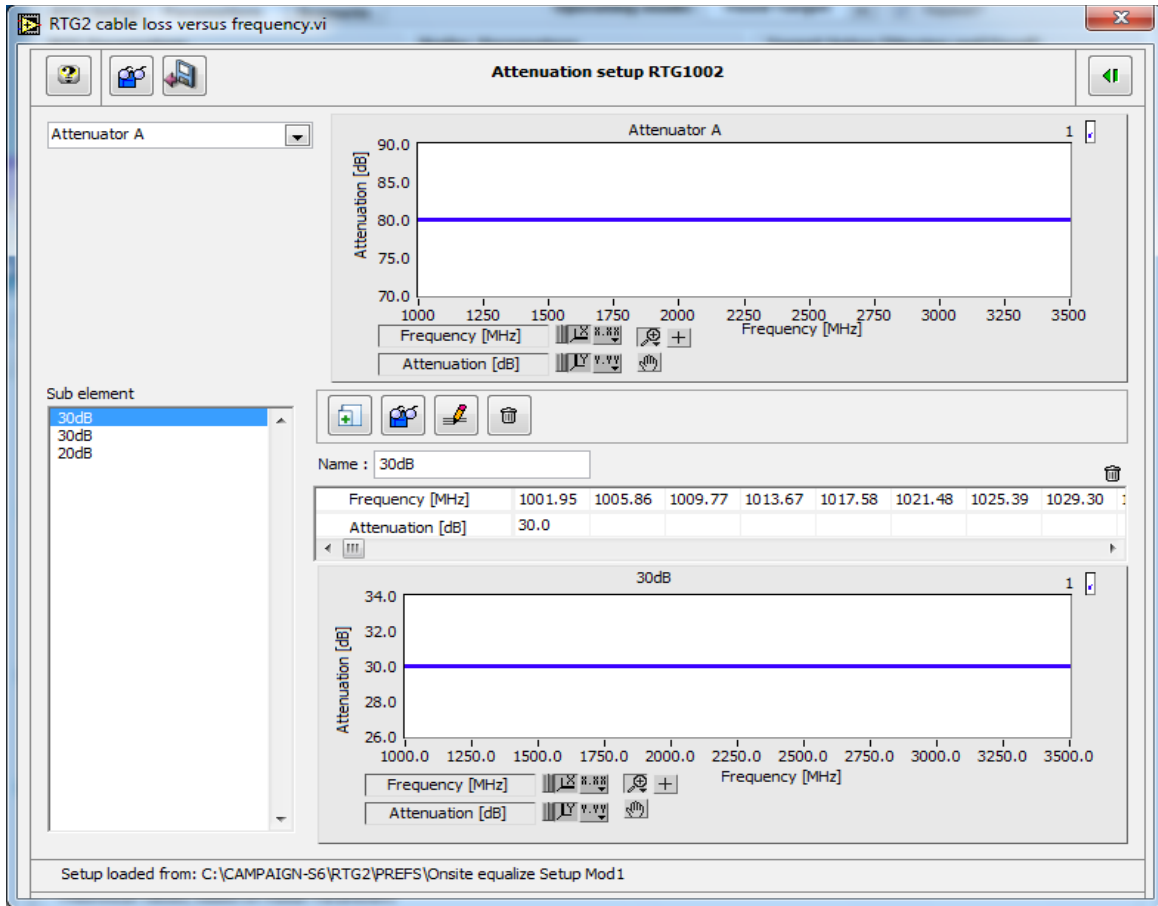 RTG2 cable loss versus frequency.vi
Attenuation setup RTG1002
Attenuator A
Attenuator A
1
Attenuation [dB]
90.0
85.0
80.0
75.0
70.0
1000 1250 1500 1750 2000 2250 2500 2750 3000 3250 3500
Frequency [MHz]
Frequency [MHz]
Attenuation [dB]
Sub element
30dB
30dB
20dB
Name : 30dB
Frequency [MHz] 1001.95 1005.86 1009.77 1013.67 1017.58 1021.48 1025.39 1029.30
Attenuation [dB] 30.0
30dB
1
Attenuation [dB]
34.0
32.0
30.0
28.0
26.0
1000.0 1250.0 1500.0 1750.0 2000.0 2250.0 2500.0 2750.0 3000.0 3250.0 3500.0
Frequency [MHz]
Frequency [MHz]
Attenuation [dB]
Setup loaded from: C:\CAMPAIGN-S6\RTG2\PREFS\Onsite equalize Setup Mod1